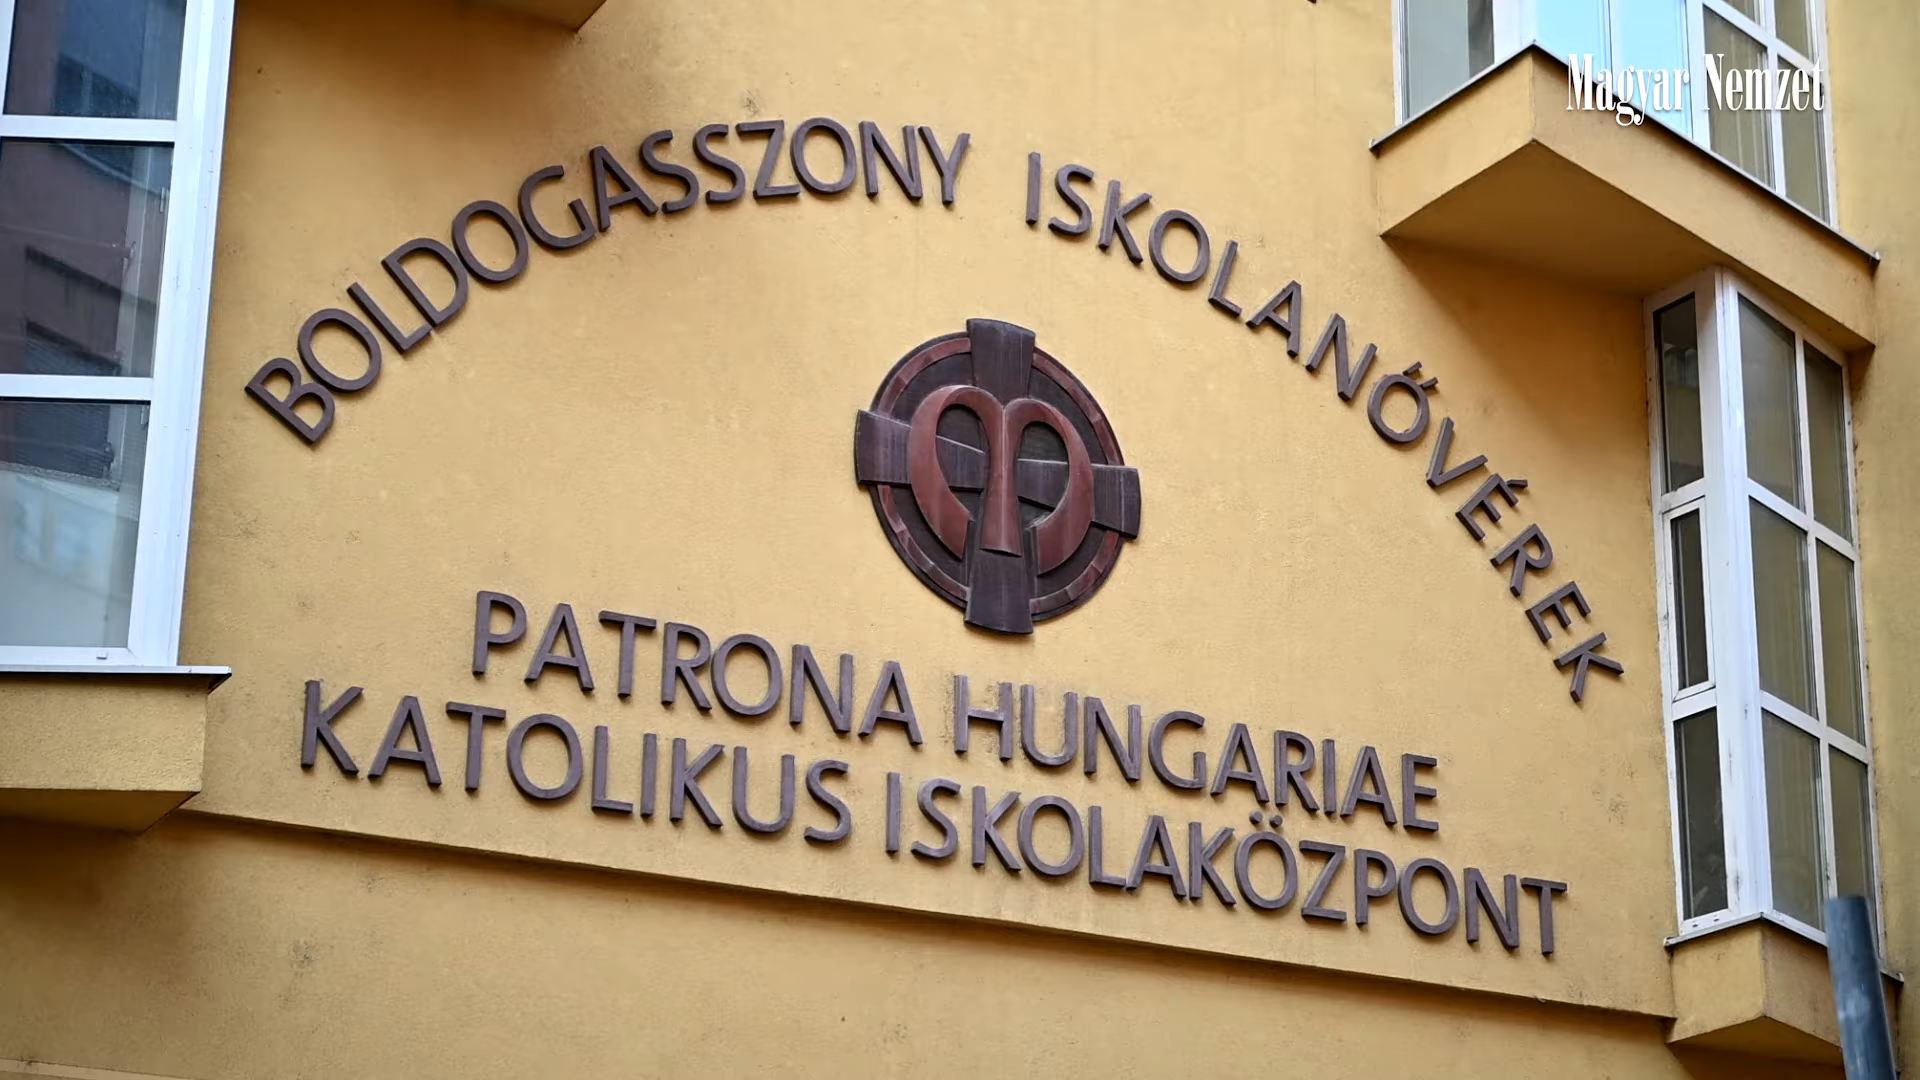 Magyar Nemzet
BOLDOGASSZONY ISKOLANŐVÉREK
PATRONA HUNGARIAE
KATOLIKUS ISKOLAKÖZPONT